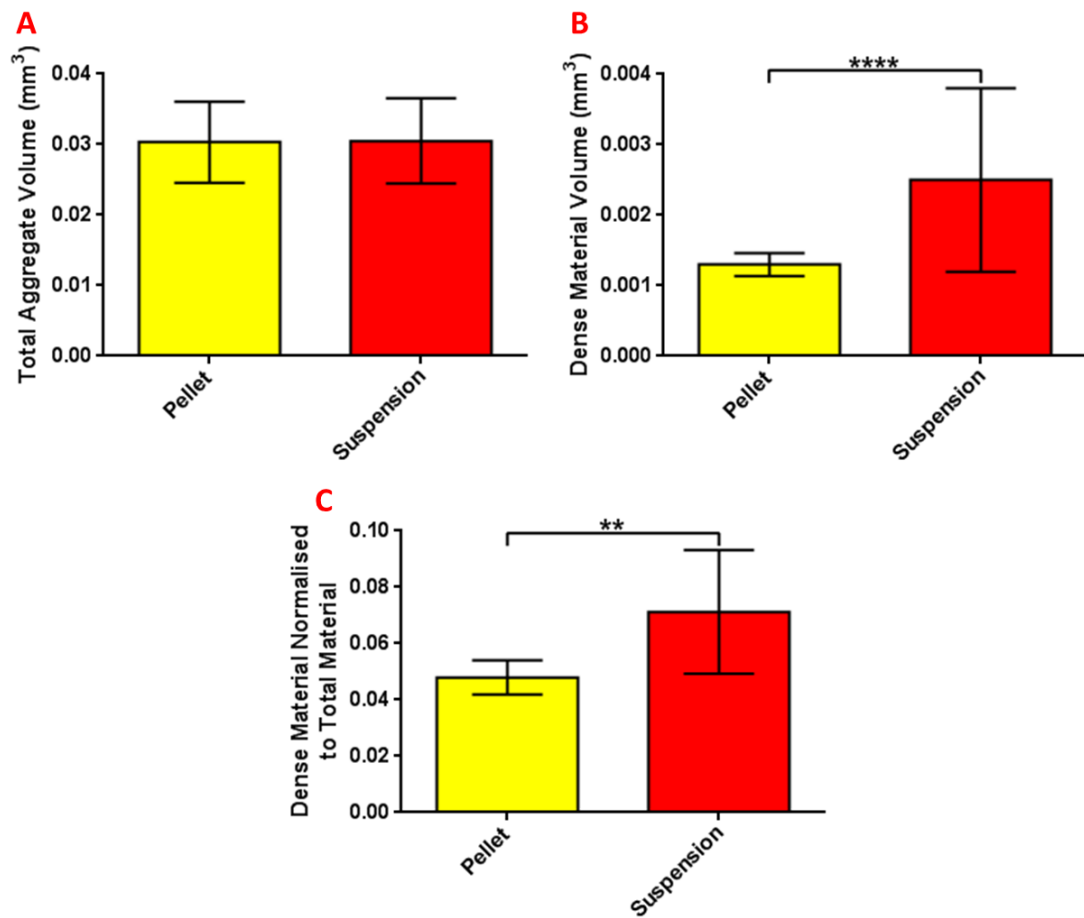 A
Total Aggregate Volume (mm³)
0.04
0.03
0.02
0.01
0.00
Pellet
Suspension
B
Dense Material Volume (mm³)
0.004
0.003
0.002
0.001
0.000
****
Pellet
Suspension
C
Dense Material Normalised
to Total Material
0.10
0.08
0.06
0.04
0.02
0.00
**
Pellet
Suspension